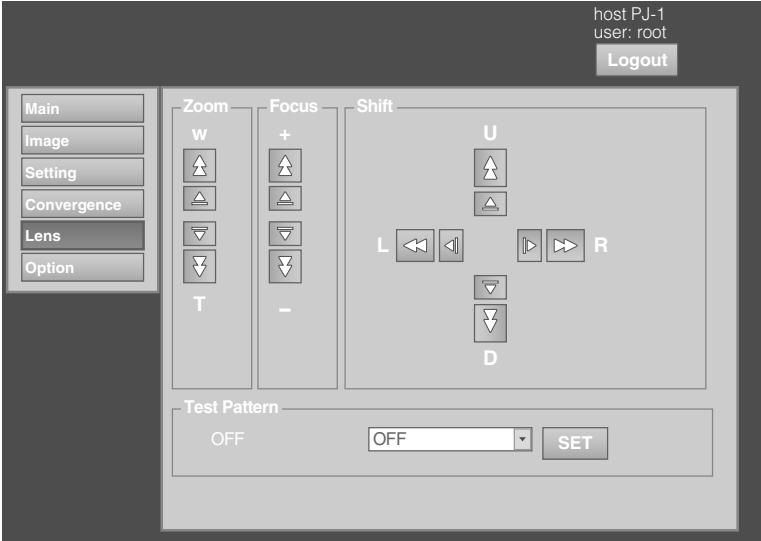 host PJ-1
user: root
Logout
Main
Image
Setting
Convergence
Lens
Option
Zoom
W
T
Focus
+
–
Shift
U
L
R
D
Test Pattern
OFF
OFF
SET